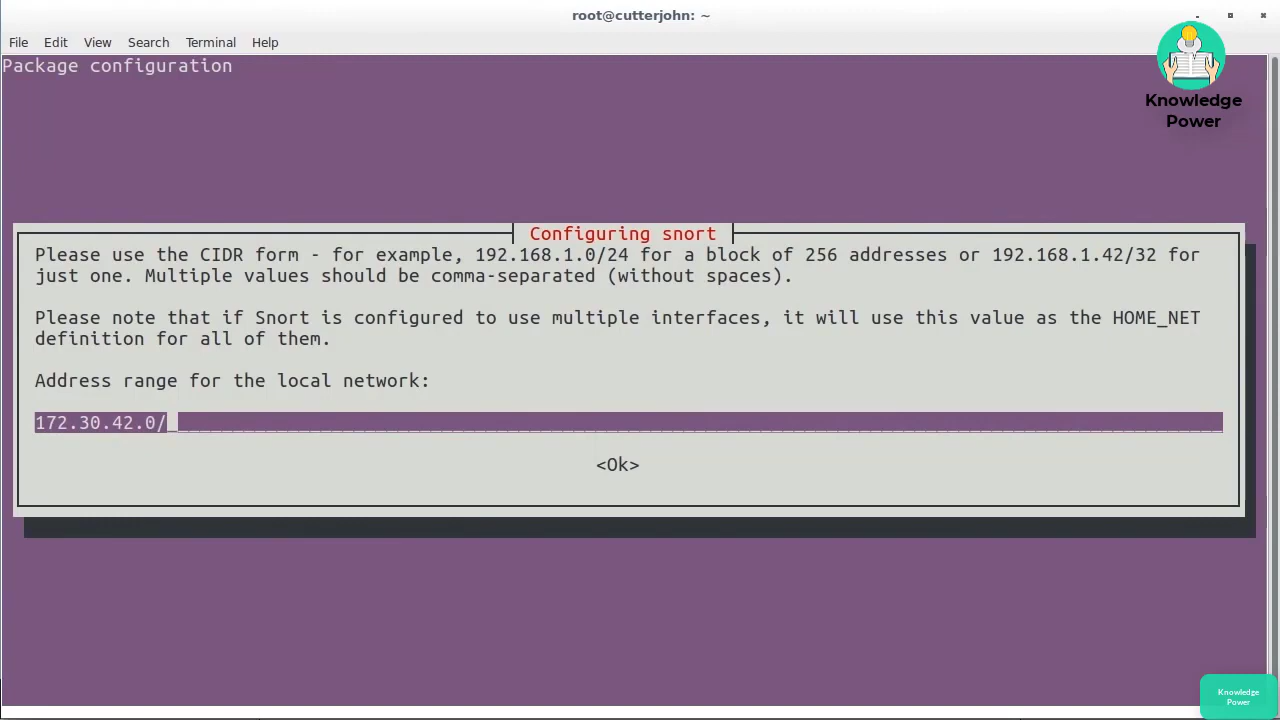 root@cutterjohn: ~
File Edit View Search Terminal Help
Package configuration
Knowledge
Power
Configuring snort
Please use the CIDR form - for example, 192.168.1.0/24 for a block of 256 addresses or 192.168.1.42/32 for
just one. Multiple values should be comma-separated (without spaces).
Please note that if Snort is configured to use multiple interfaces, it will use this value as the HOME_NET
definition for all of them.
Address range for the local network:
172.30.42.0/
<Ok>
Knowledge
Power